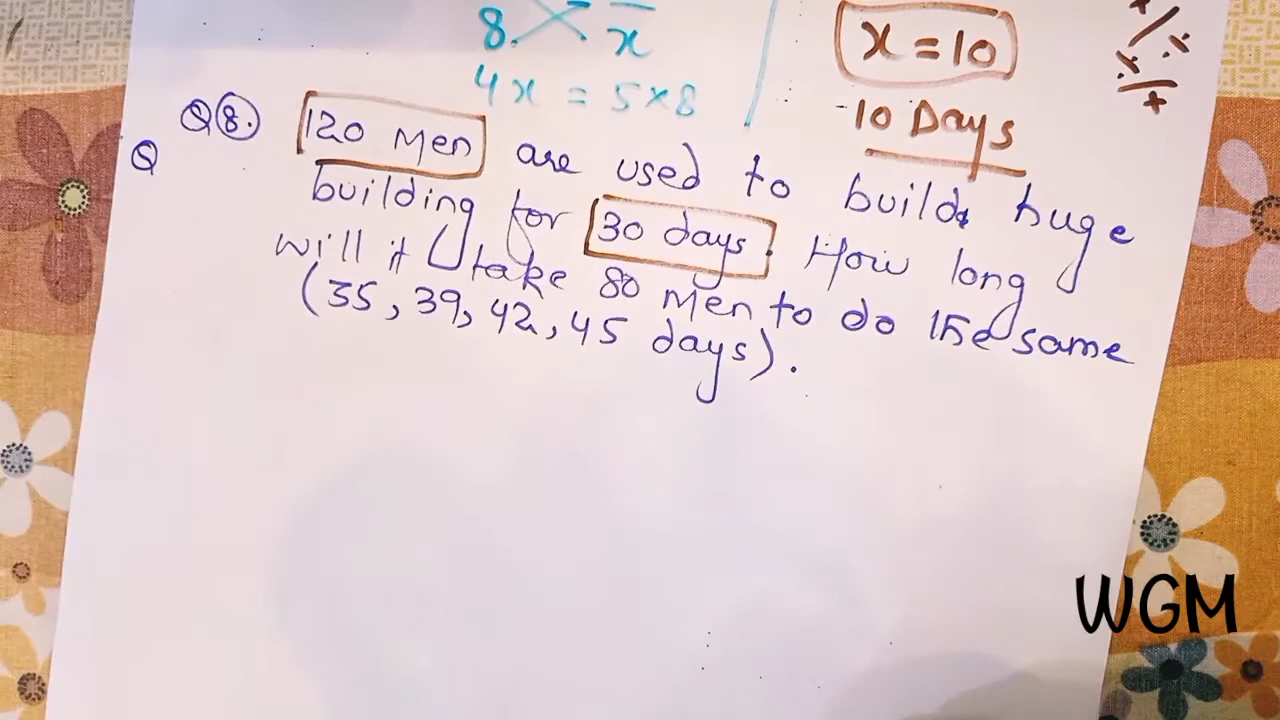 8. x
4x = 5×8
x = 10
10 Days
Q 8. 120 Men are used to build huge
Q
building for 30 days. How long
will it take 80 Men to do the same
(35, 39, 42, 45 days).
WGM